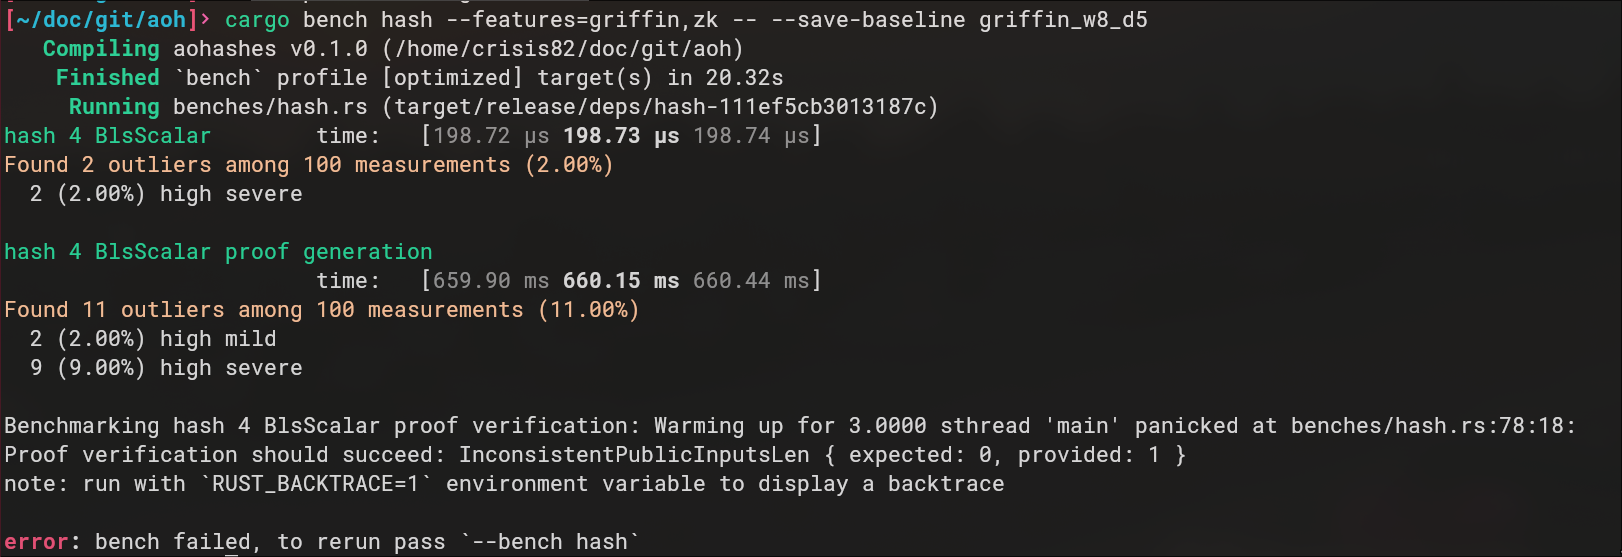 [~/doc/git/aoh]> cargo bench hash --features=griffin,zk -- --save-baseline griffin_w8_d5
Compiling aohashes v0.1.0 (/home/crisis82/doc/git/aoh)
Finished `bench` profile [optimized] target(s) in 20.32s
Running benches/hash.rs (target/release/deps/hash-111ef5cb3013187c)
hash 4 BlsScalar time: [198.72 µs 198.73 µs 198.74 µs]
Found 2 outliers among 100 measurements (2.00%)
2 (2.00%) high severe
hash 4 BlsScalar proof generation
time: [659.90 ms 660.15 ms 660.44 ms]
Found 11 outliers among 100 measurements (11.00%)
2 (2.00%) high mild
9 (9.00%) high severe
Benchmarking hash 4 BlsScalar proof verification: Warming up for 3.0000 sthread 'main' panicked at benches/hash.rs:78:18:
Proof verification should succeed: InconsistentPublicInputsLen { expected: 0, provided: 1 }
note: run with `RUST_BACKTRACE=1` environment variable to display a backtrace
error: bench failed, to rerun pass `--bench hash`